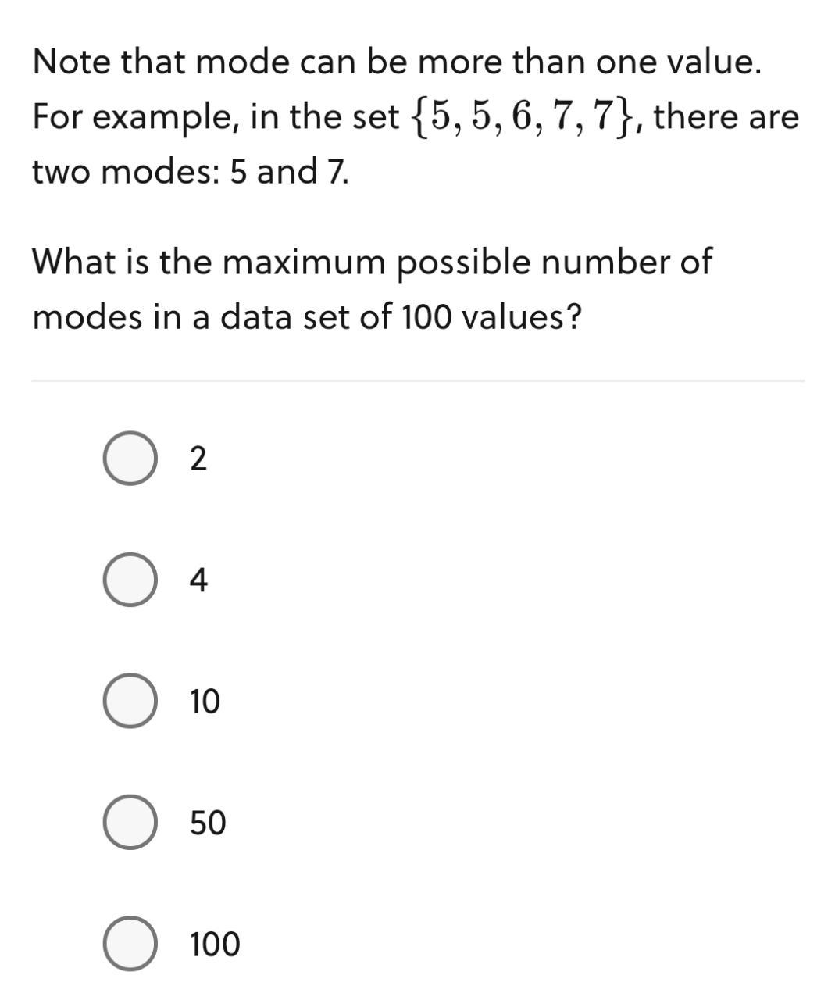 Note that mode can be more than one value.
For example, in the set {5, 5, 6, 7, 7}, there are
two modes: 5 and 7.
What is the maximum possible number of
modes in a data set of 100 values?
2
4
10
50
100